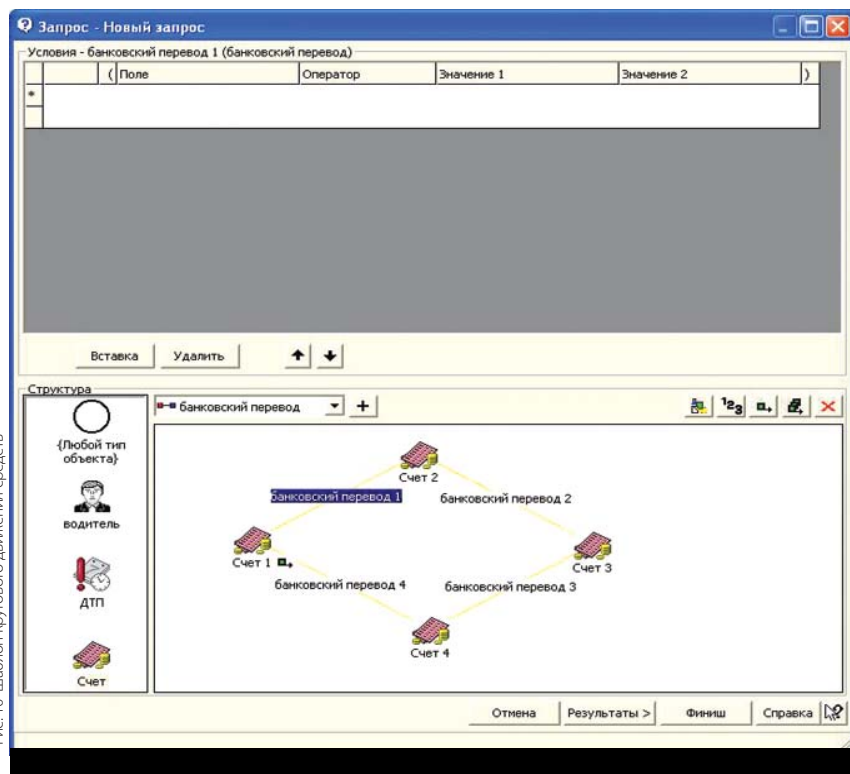 Запрос - Новый запрос
Условия - банковский перевод 1 (банковский перевод)
( Поле Оператор Значение 1 Значение 2 )
*
Вставка Удалить
Структура
{Любой тип
объекта}
водитель
ДТП
Счет
банковский перевод +
123
Счет 2
банковский перевод 1 банковский перевод 2
Счет 1 Счет 3
банковский перевод 4 банковский перевод 3
Счет 4
Отмена Результаты > Финиш Справка